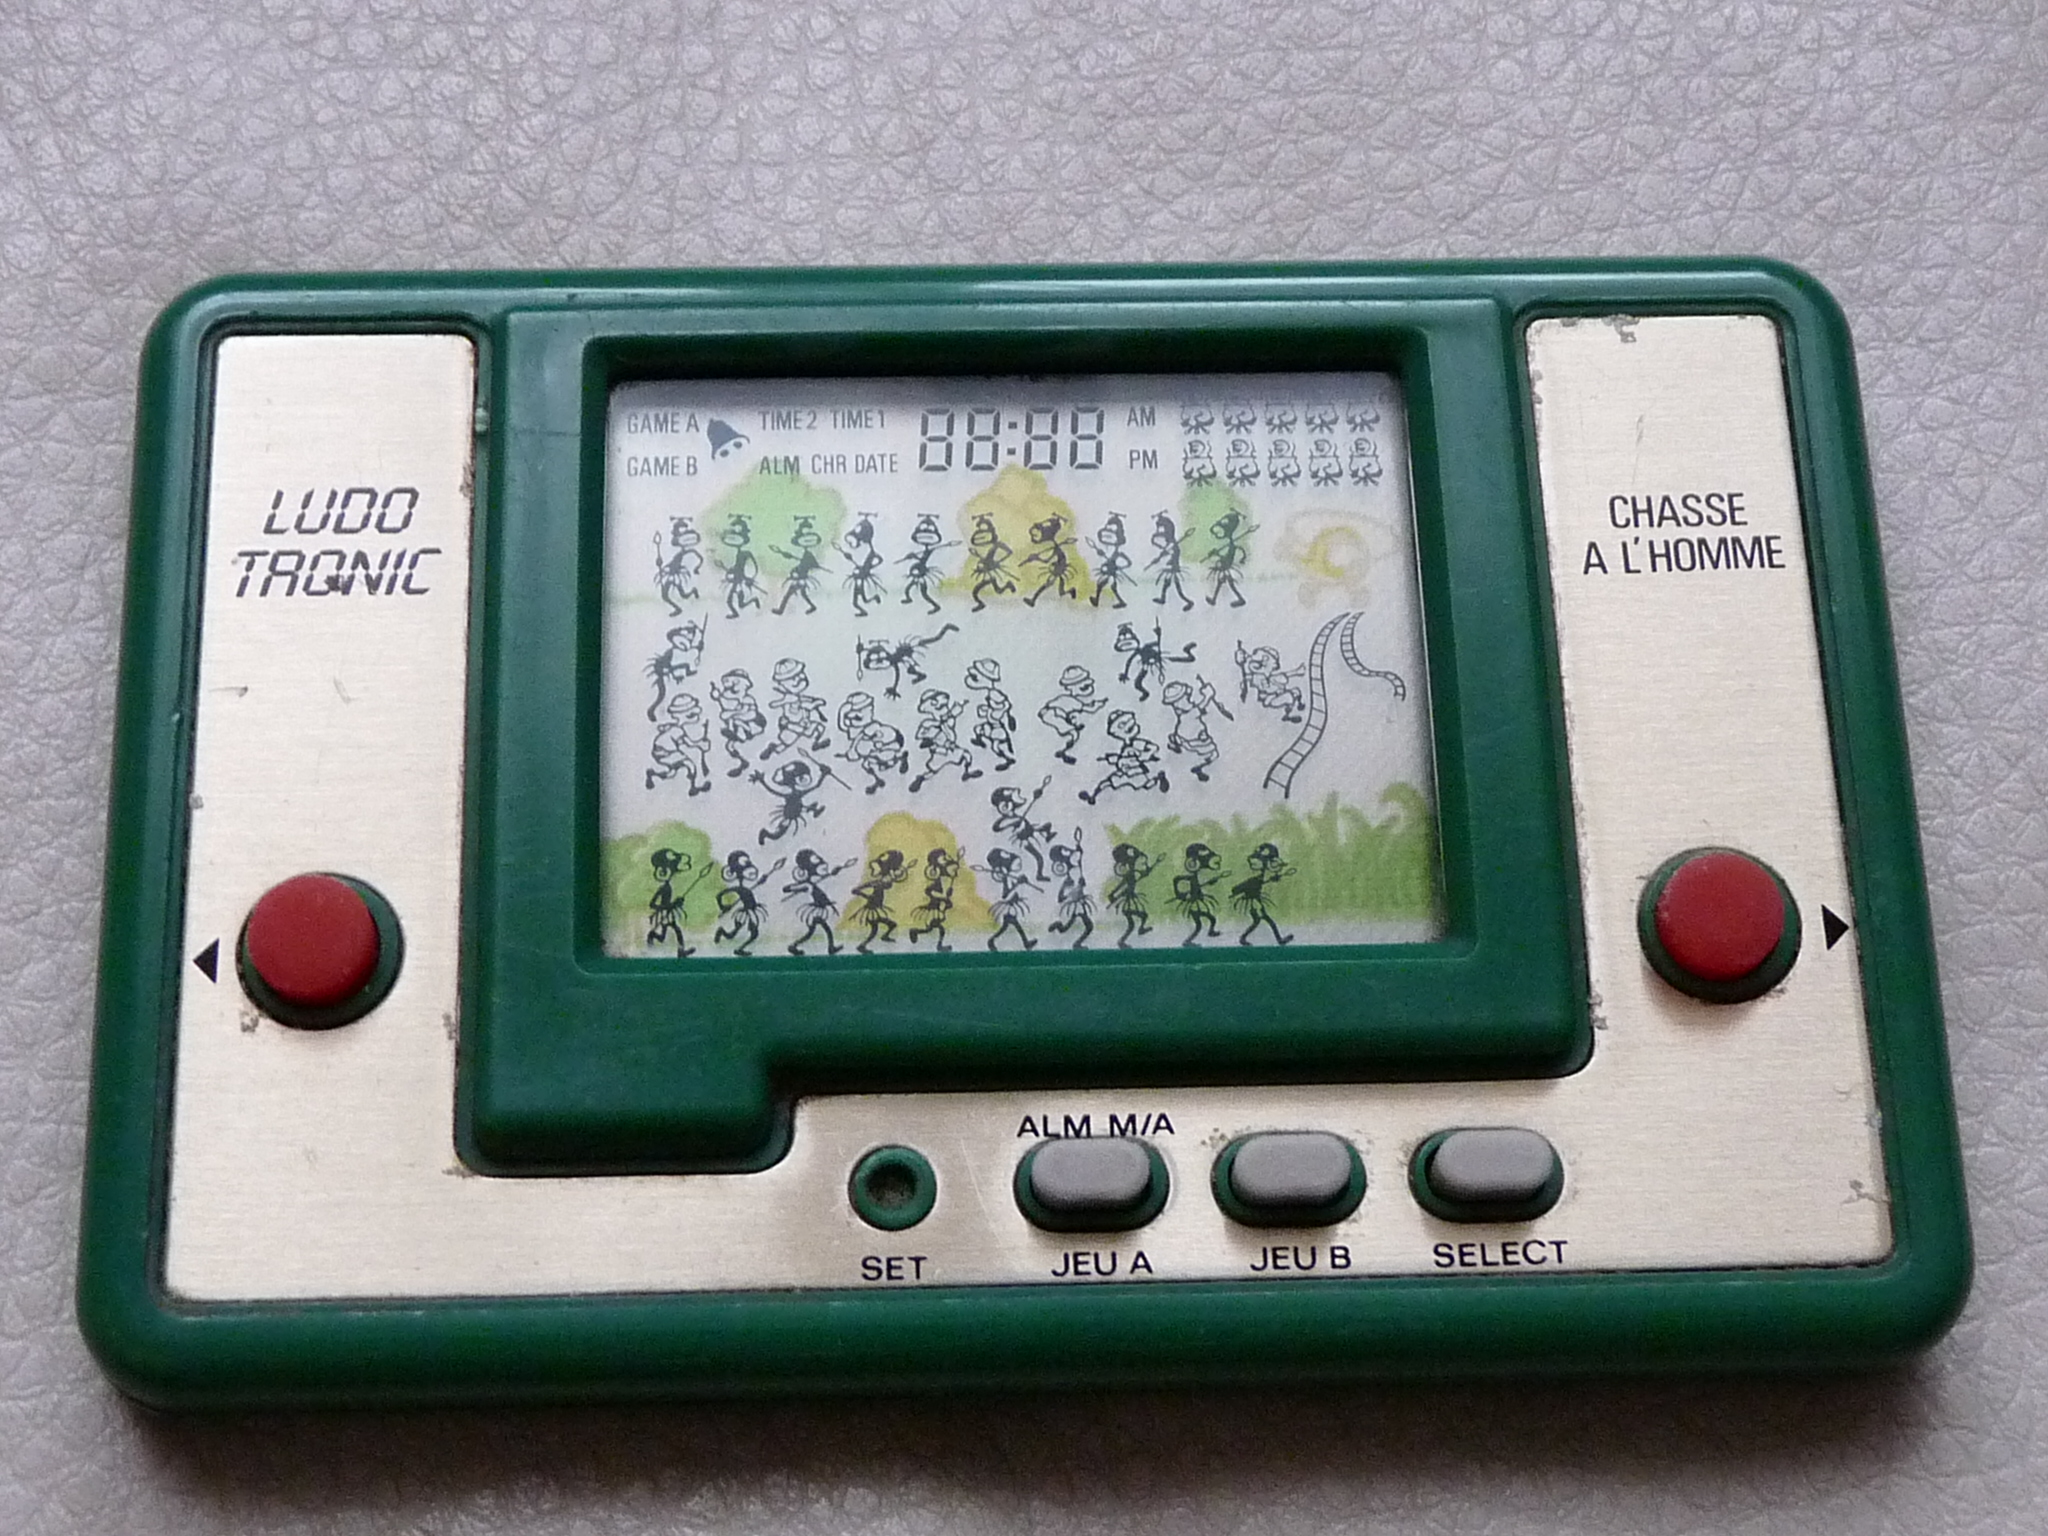 LUDO
TRONIC
GAME A TIME 2 TIME 1 88:88 AM
GAME B ALM CHR DATE PM
CHASSE
A L'HOMME
ALM M/A
SET JEU A JEU B SELECT